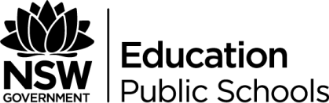 NSW
GOVERNMENT
Education
Public Schools